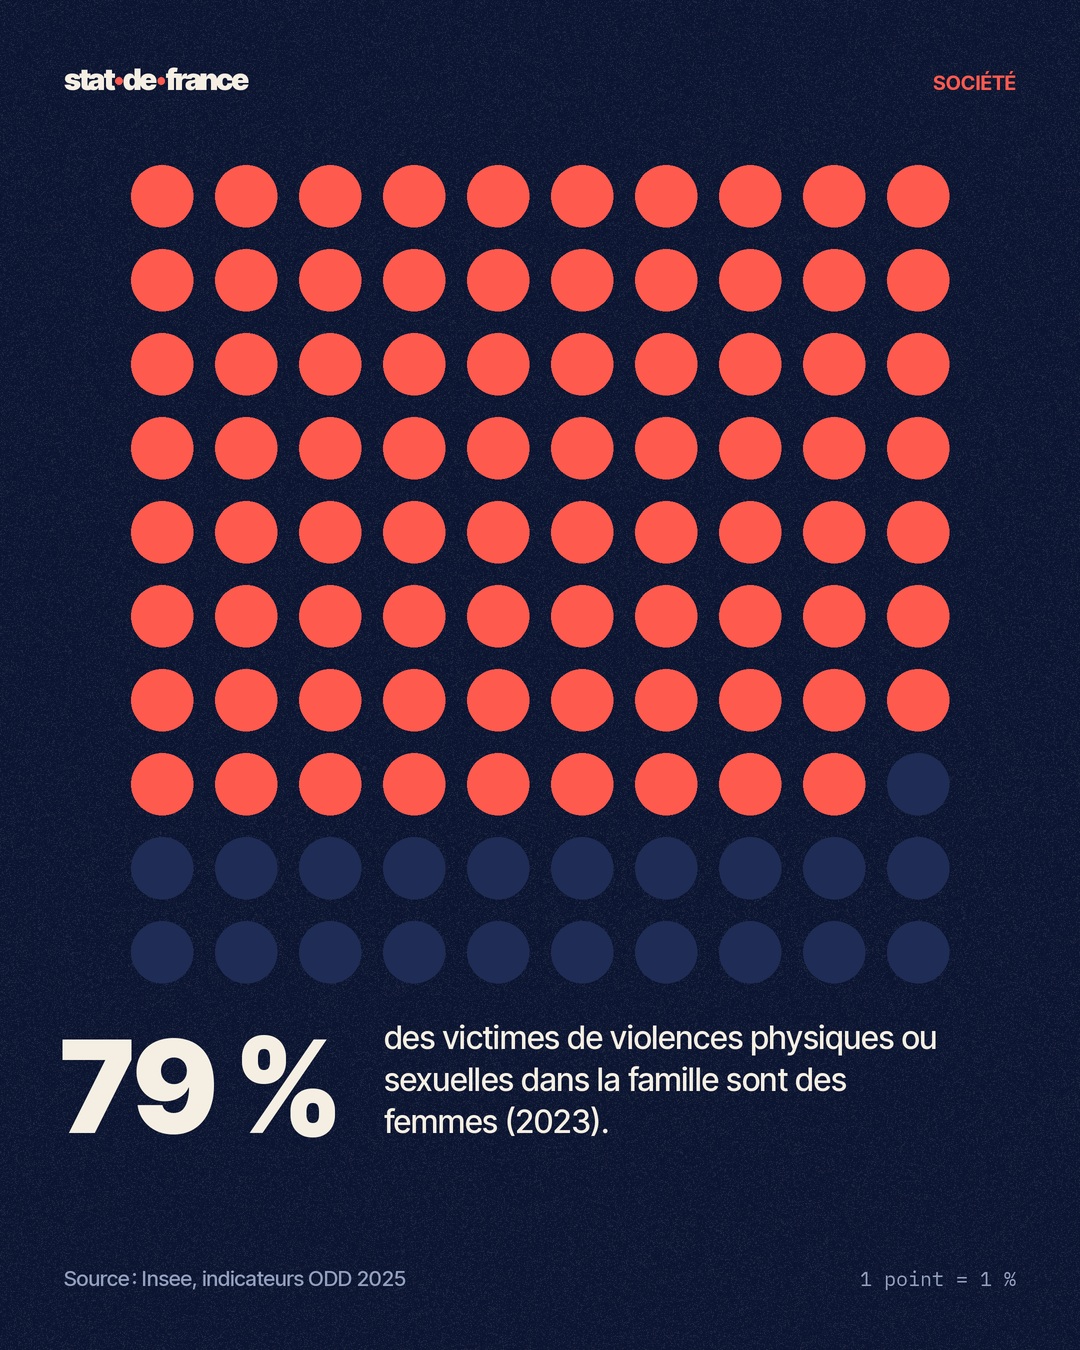 stat•de•france
SOCIÉTÉ
79 %
des victimes de violences physiques ou
sexuelles dans la famille sont des
femmes (2023).
Source : Insee, indicateurs ODD 2025
1 point = 1 %